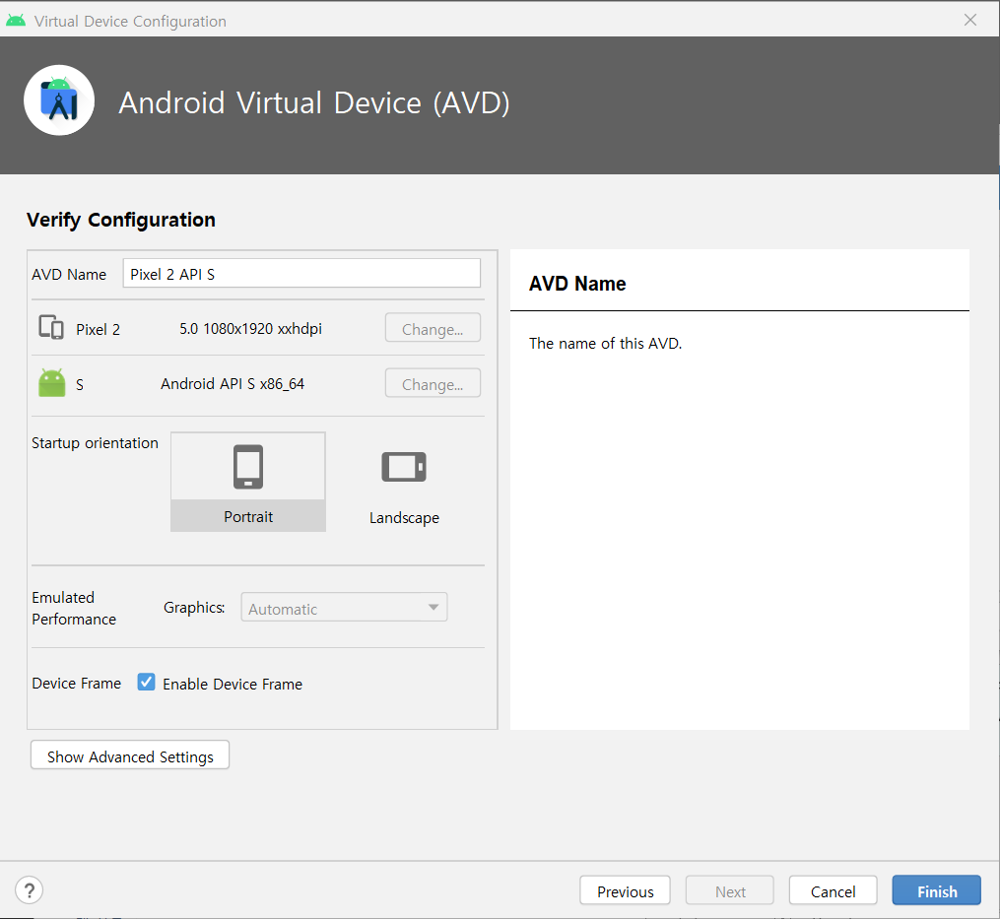 Virtual Device Configuration
Android Virtual Device (AVD)
Verify Configuration
AVD Name Pixel 2 API S
Pixel 2 5.0 1080x1920 xxhdpi Change...
S Android API S x86_64 Change...
Startup orientation
Portrait
Landscape
Emulated
Performance
Graphics: Automatic
Device Frame Enable Device Frame
Show Advanced Settings
AVD Name
The name of this AVD.
?
Previous Next Cancel Finish